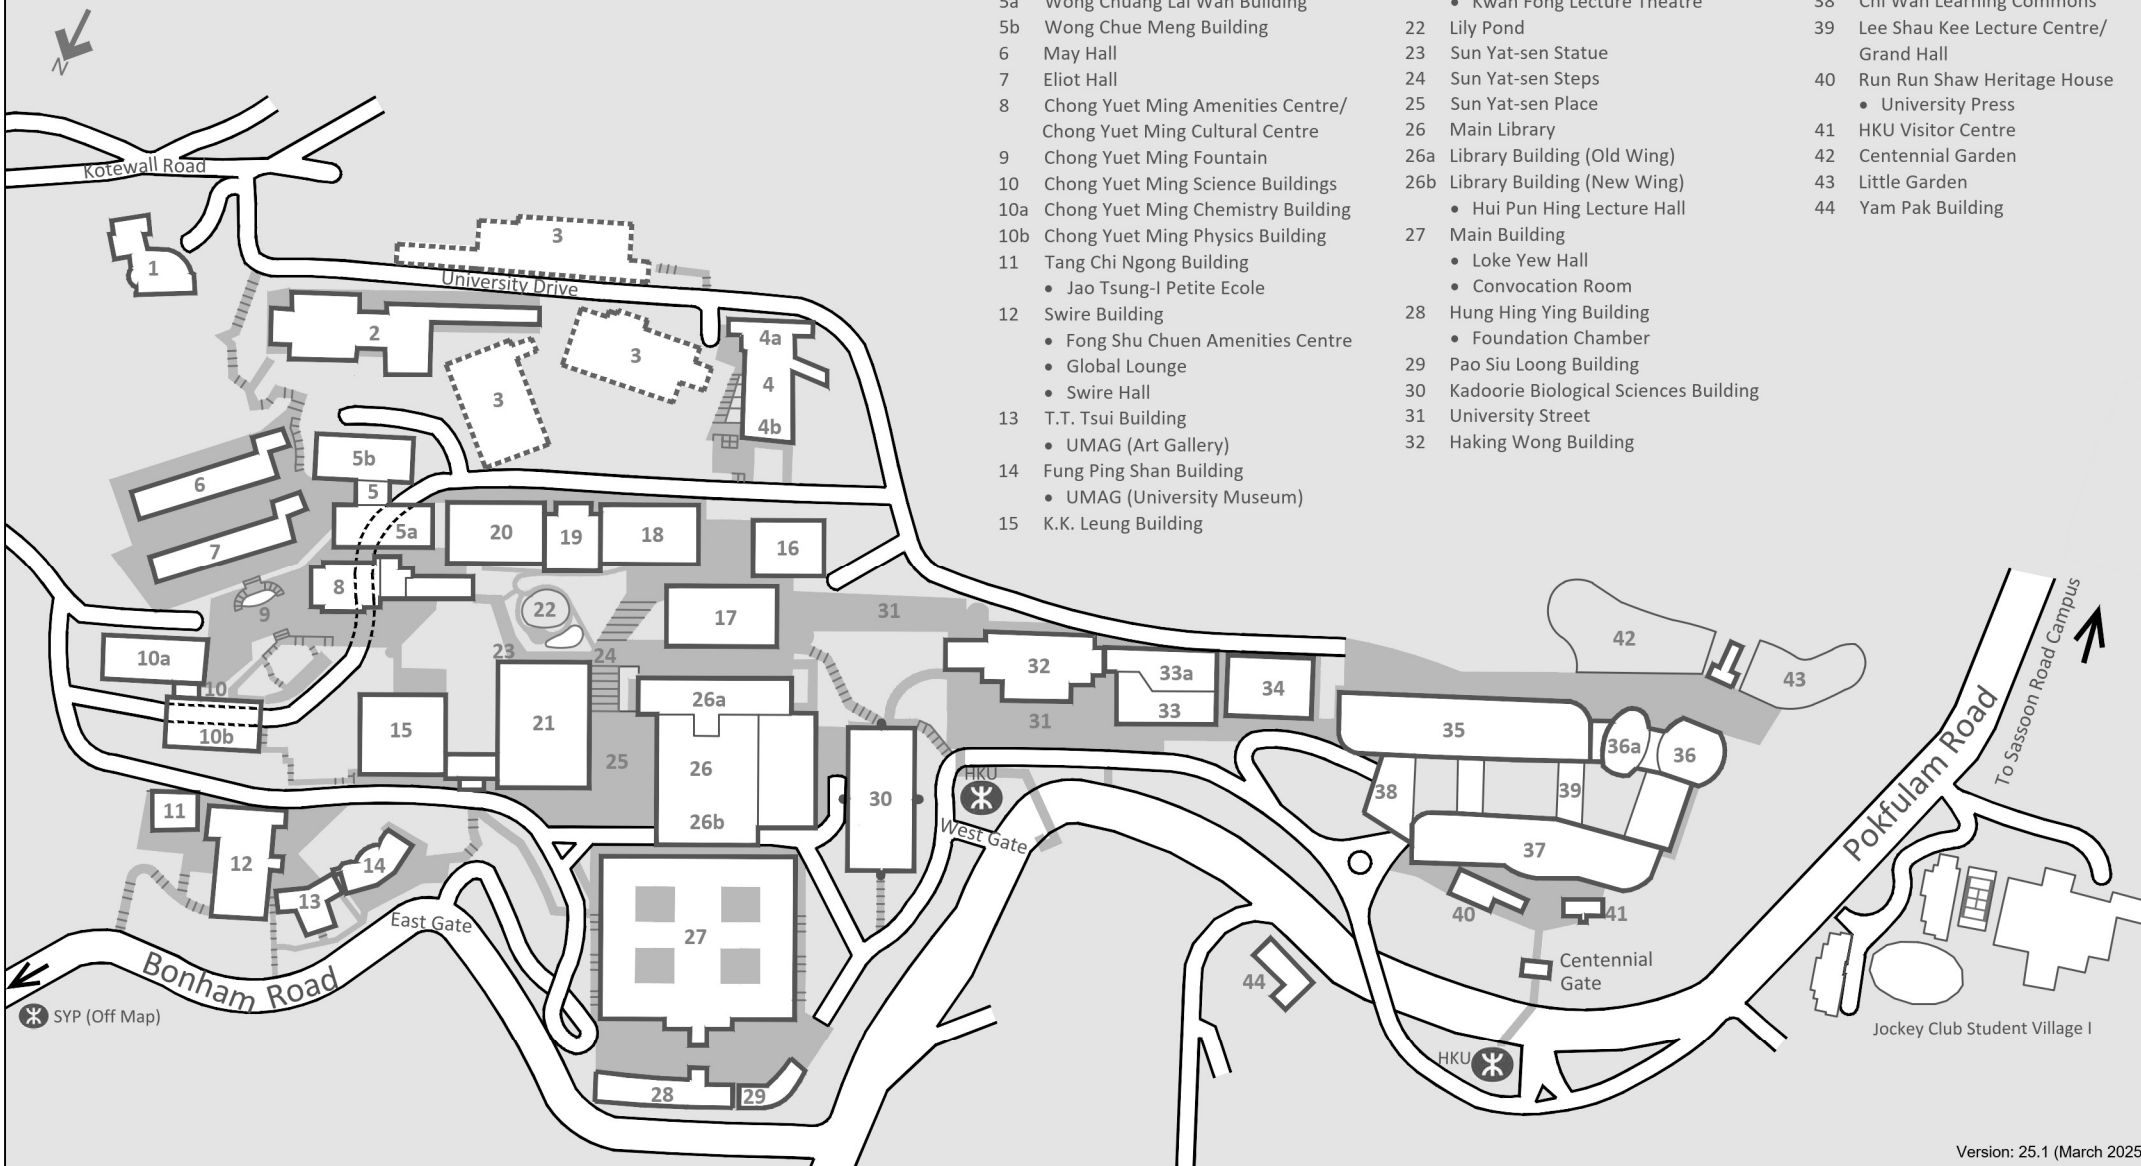 5a Wong Chuang Lai Wah Building
5b Wong Chue Meng Building
6 May Hall
7 Eliot Hall
8 Chong Yuet Ming Amenities Centre/
Chong Yuet Ming Cultural Centre
9 Chong Yuet Ming Fountain
10 Chong Yuet Ming Science Buildings
10a Chong Yuet Ming Chemistry Building
10b Chong Yuet Ming Physics Building
11 Tang Chi Ngong Building
• Jao Tsung-I Petite Ecole
12 Swire Building
• Fong Shu Chuen Amenities Centre
• Global Lounge
• Swire Hall
13 T.T. Tsui Building
• UMAG (Art Gallery)
14 Fung Ping Shan Building
• UMAG (University Museum)
15 K.K. Leung Building
• Kwan Fong Lecture Theatre
22 Lily Pond
23 Sun Yat-sen Statue
24 Sun Yat-sen Steps
25 Sun Yat-sen Place
26 Main Library
26a Library Building (Old Wing)
26b Library Building (New Wing)
• Hui Pun Hing Lecture Hall
27 Main Building
• Loke Yew Hall
• Convocation Room
28 Hung Hing Ying Building
• Foundation Chamber
29 Pao Siu Loong Building
30 Kadoorie Biological Sciences Building
31 University Street
32 Haking Wong Building
38 Chi Wah Learning Commons
39 Lee Shau Kee Lecture Centre/
Grand Hall
40 Run Run Shaw Heritage House
• University Press
41 HKU Visitor Centre
42 Centennial Garden
43 Little Garden
44 Yam Pak Building
N
Kotewall Road
1
3
University Drive
2
3
3
4a
4
4b
5b
6
5
5a
20
19
18
16
7
8
9
22
17
31
10a
10
10b
23
24
32
33a
33
34
42
43
26a
15
21
25
26
26b
30
31
35
36a
36
HKU
West Gate
38
39
37
11
12
14
13
East Gate
27
40
41
Centennial
Gate
44
Bonham Road
SYP (Off Map)
28
29
HKU
Pokfulam Road
To Sassoon Road Campus
Jockey Club Student Village I
Version: 25.1 (March 2025